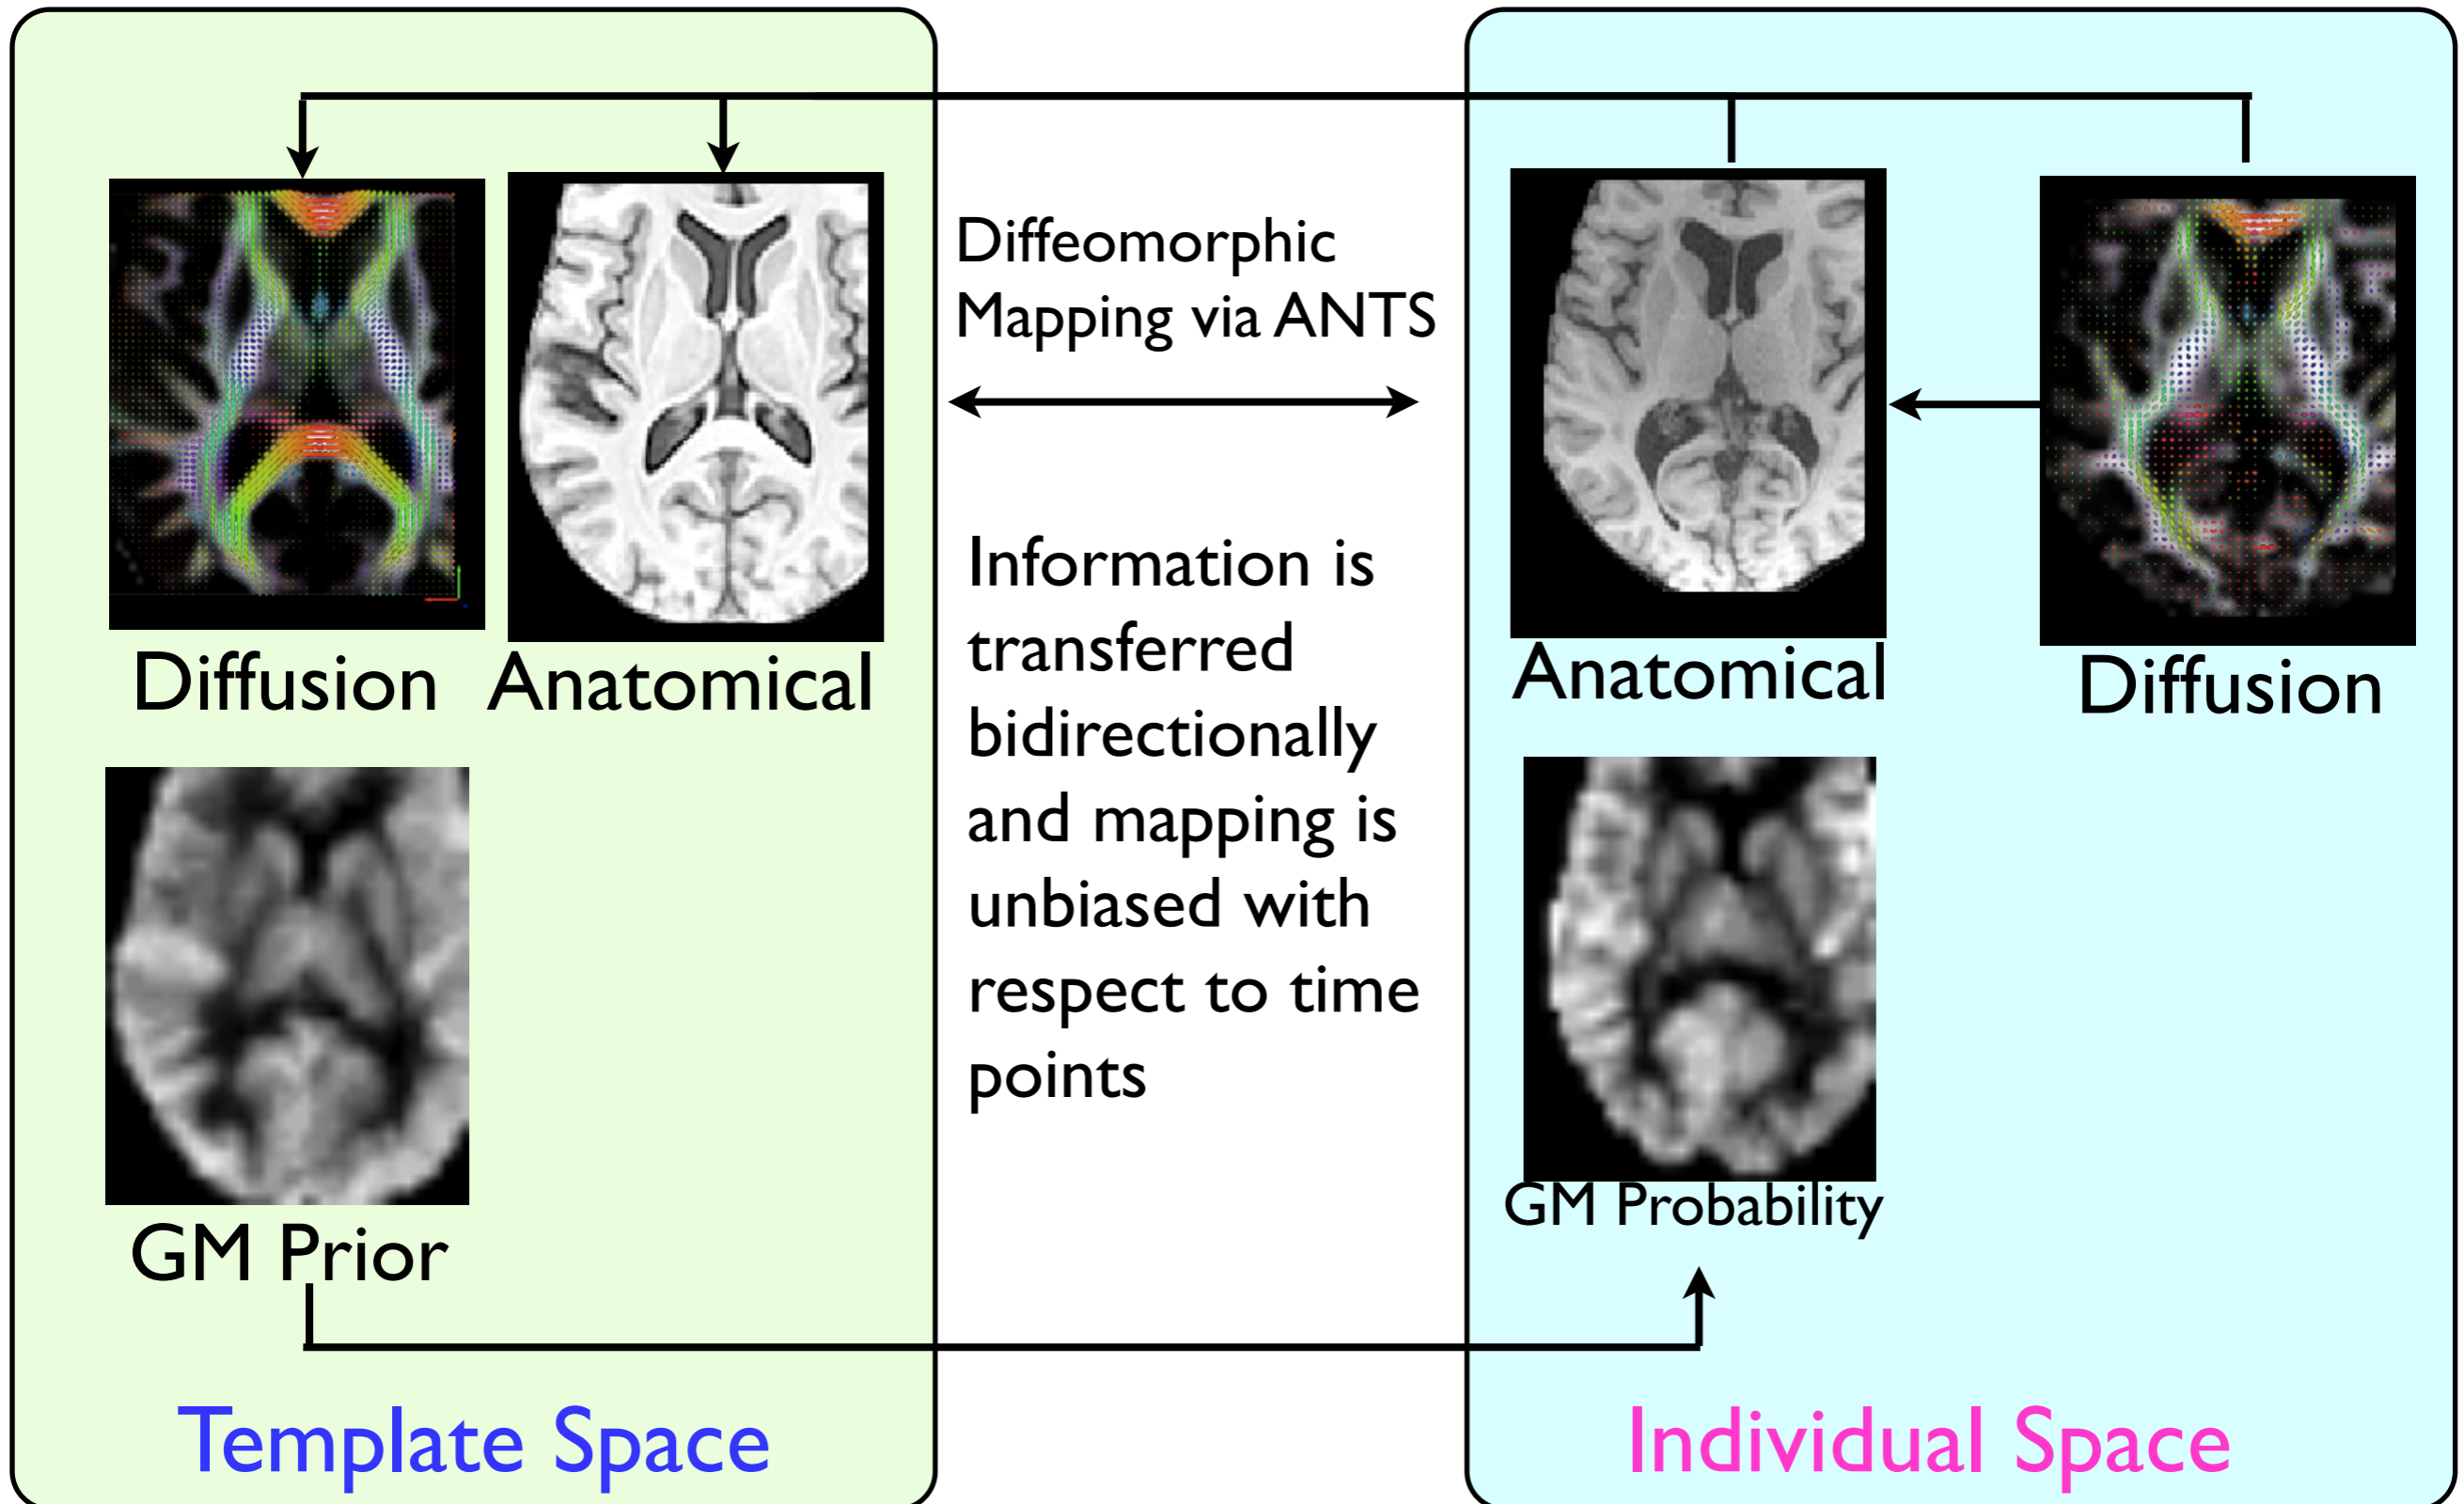 Diffusion
Anatomical
GM Prior
Template Space
Diffeomorphic
Mapping via ANTS
Information is
transferred
bidirectionally
and mapping is
unbiased with
respect to time
points
Anatomical
Diffusion
GM Probability
Individual Space